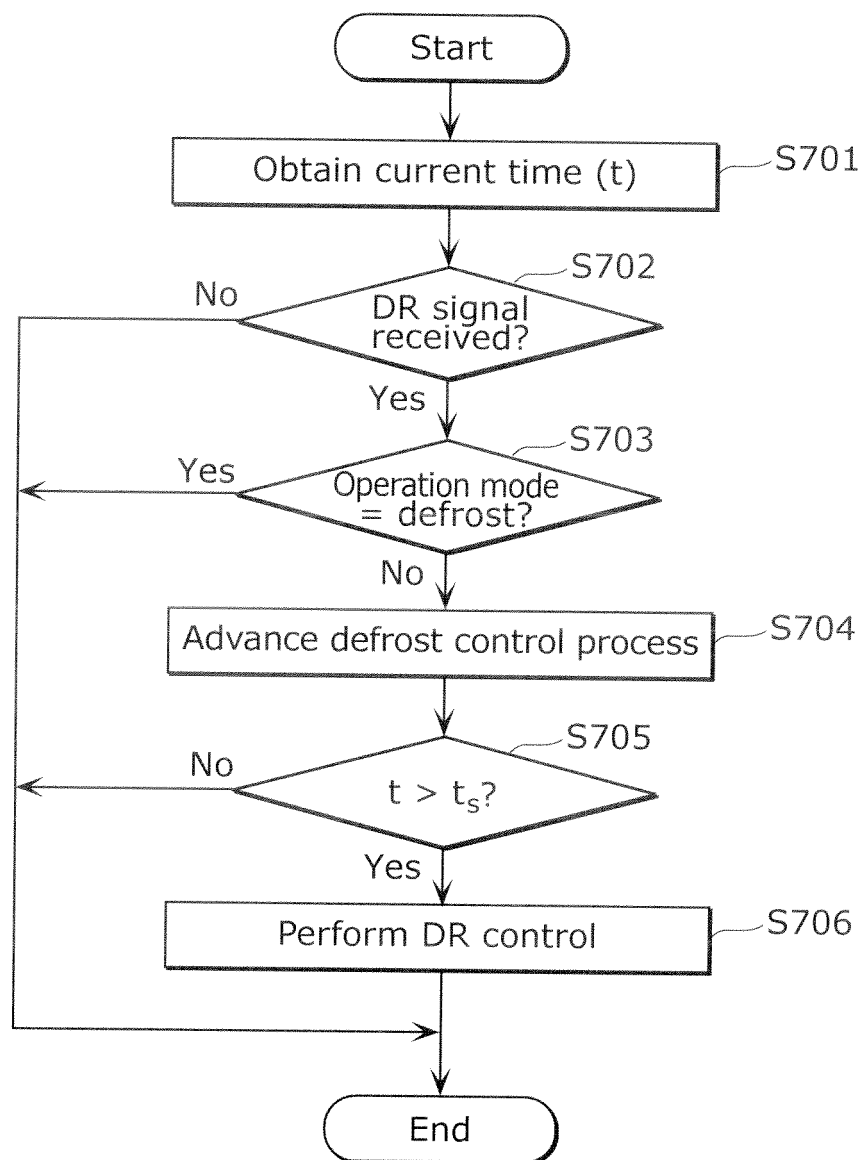 Start
Obtain current time (t)
S701
S702
No
DR signal
received?
Yes
S703
Yes
Operation mode
= defrost?
No
Advance defrost control process
S704
S705
No
t > ts?
Yes
Perform DR control
S706
End